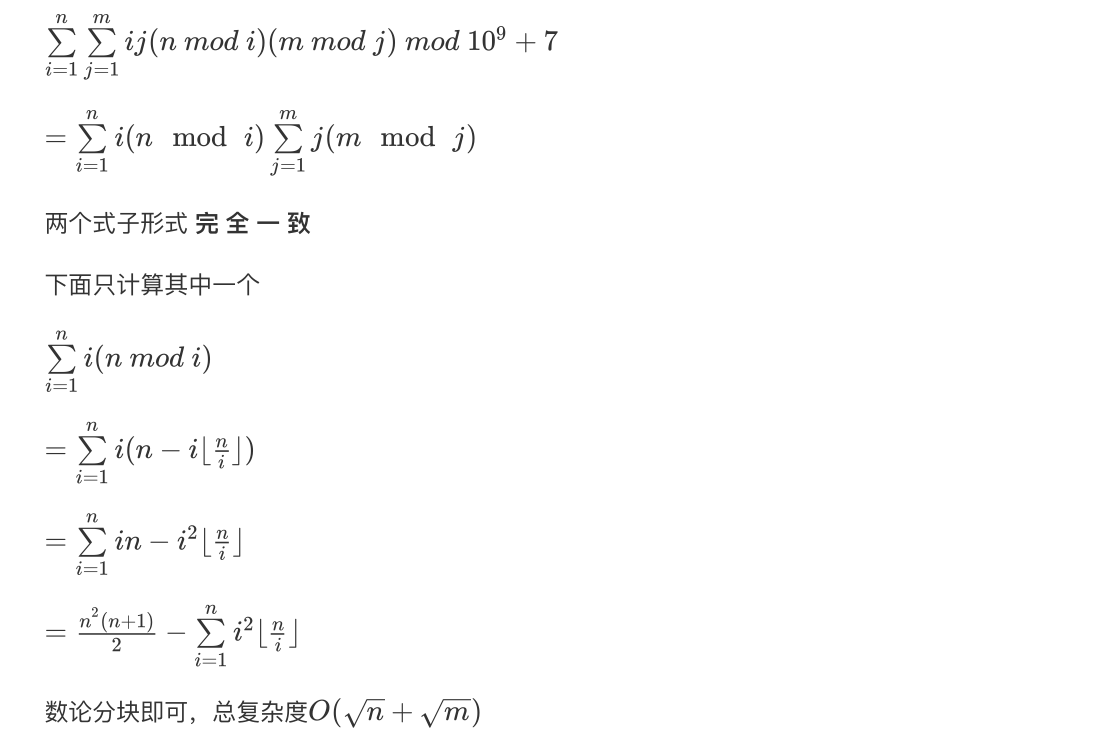 $\sum_{i=1}^{n}\sum_{j=1}^{m} ij(n\ mod\ i)(m\ mod\ j)\ mod\ 10^9+7$
$=\sum_{i=1}^{n} i(n \mod i)\sum_{j=1}^{m} j(m \mod j)$
两个式子形式 完 全 一 致
下面只计算其中一个
$\sum_{i=1}^{n} i(n\ mod\ i)$
$=\sum_{i=1}^{n} i(n-i\lfloor\frac{n}{i}\rfloor)$
$=\sum_{i=1}^{n} in-i^2\lfloor\frac{n}{i}\rfloor$
$=\frac{n^2(n+1)}{2}-\sum_{i=1}^{n} i^2\lfloor\frac{n}{i}\rfloor$
数论分块即可，总复杂度$O(\sqrt{n}+\sqrt{m})$